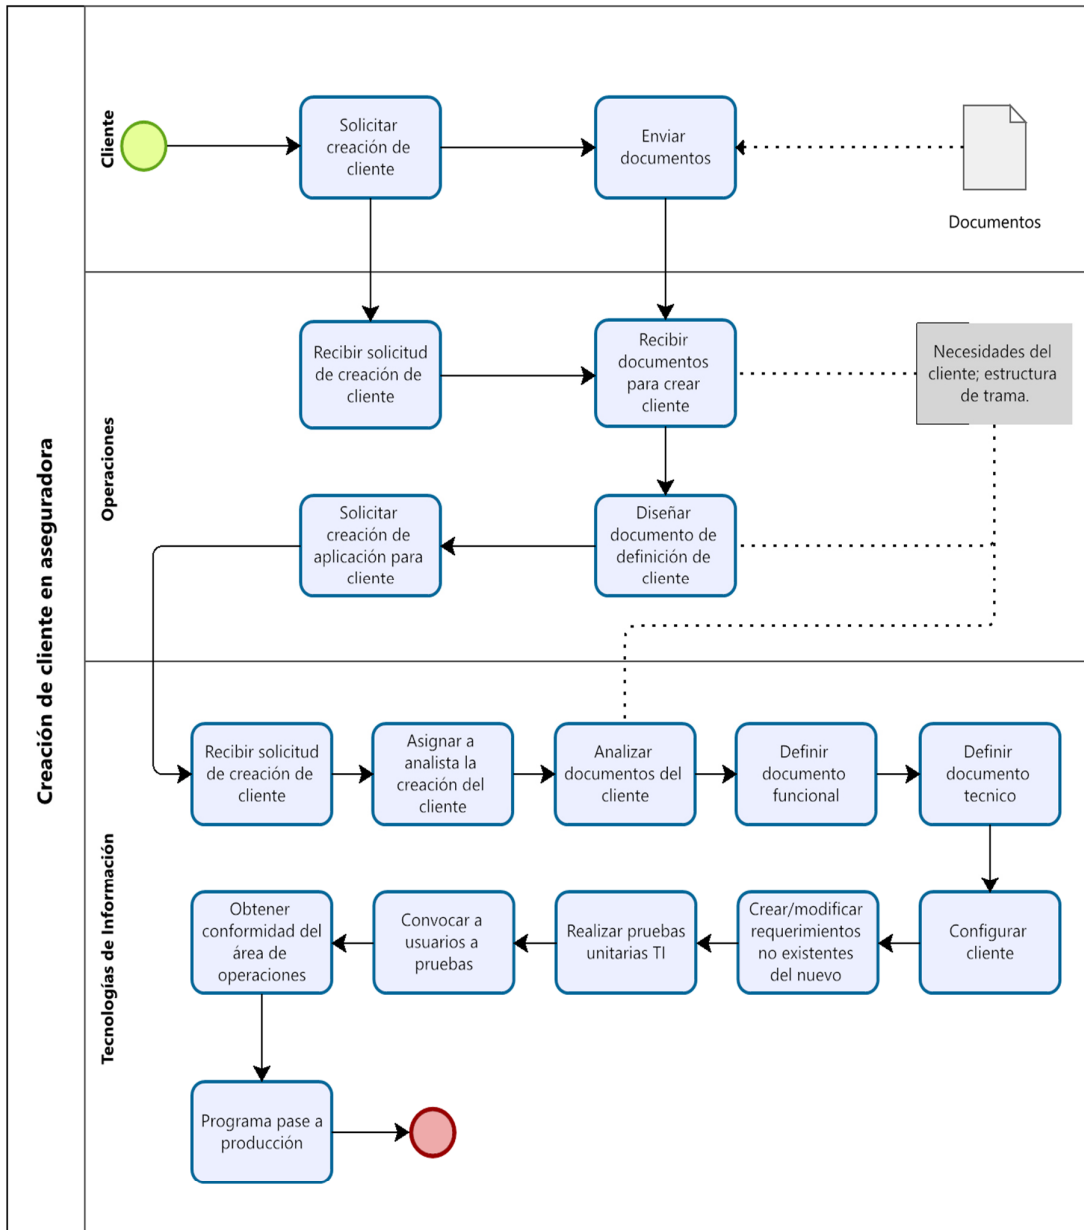 Creación de cliente en aseguradora
Cliente
Solicitar
creación de
cliente
Enviar
documentos
Documentos
Operaciones
Recibir solicitud
de creación de
cliente
Recibir
documentos
para crear
cliente
Necesidades del
cliente; estructura
de trama.
Solicitar
creación de
aplicación para
cliente
Diseñar
documento de
definición de
cliente
Tecnologías de Información
Recibir solicitud
de creación de
cliente
Asignar a
analista la
creación del
cliente
Analizar
documentos del
cliente
Definir
documento
funcional
Definir
documento
tecnico
Obtener
conformidad del
área de
operaciones
Convocar a
usuarios a
pruebas
Realizar pruebas
unitarias TI
Crear/modificar
requerimientos
no existentes
del nuevo
Configurar
cliente
Programa pase a
producción